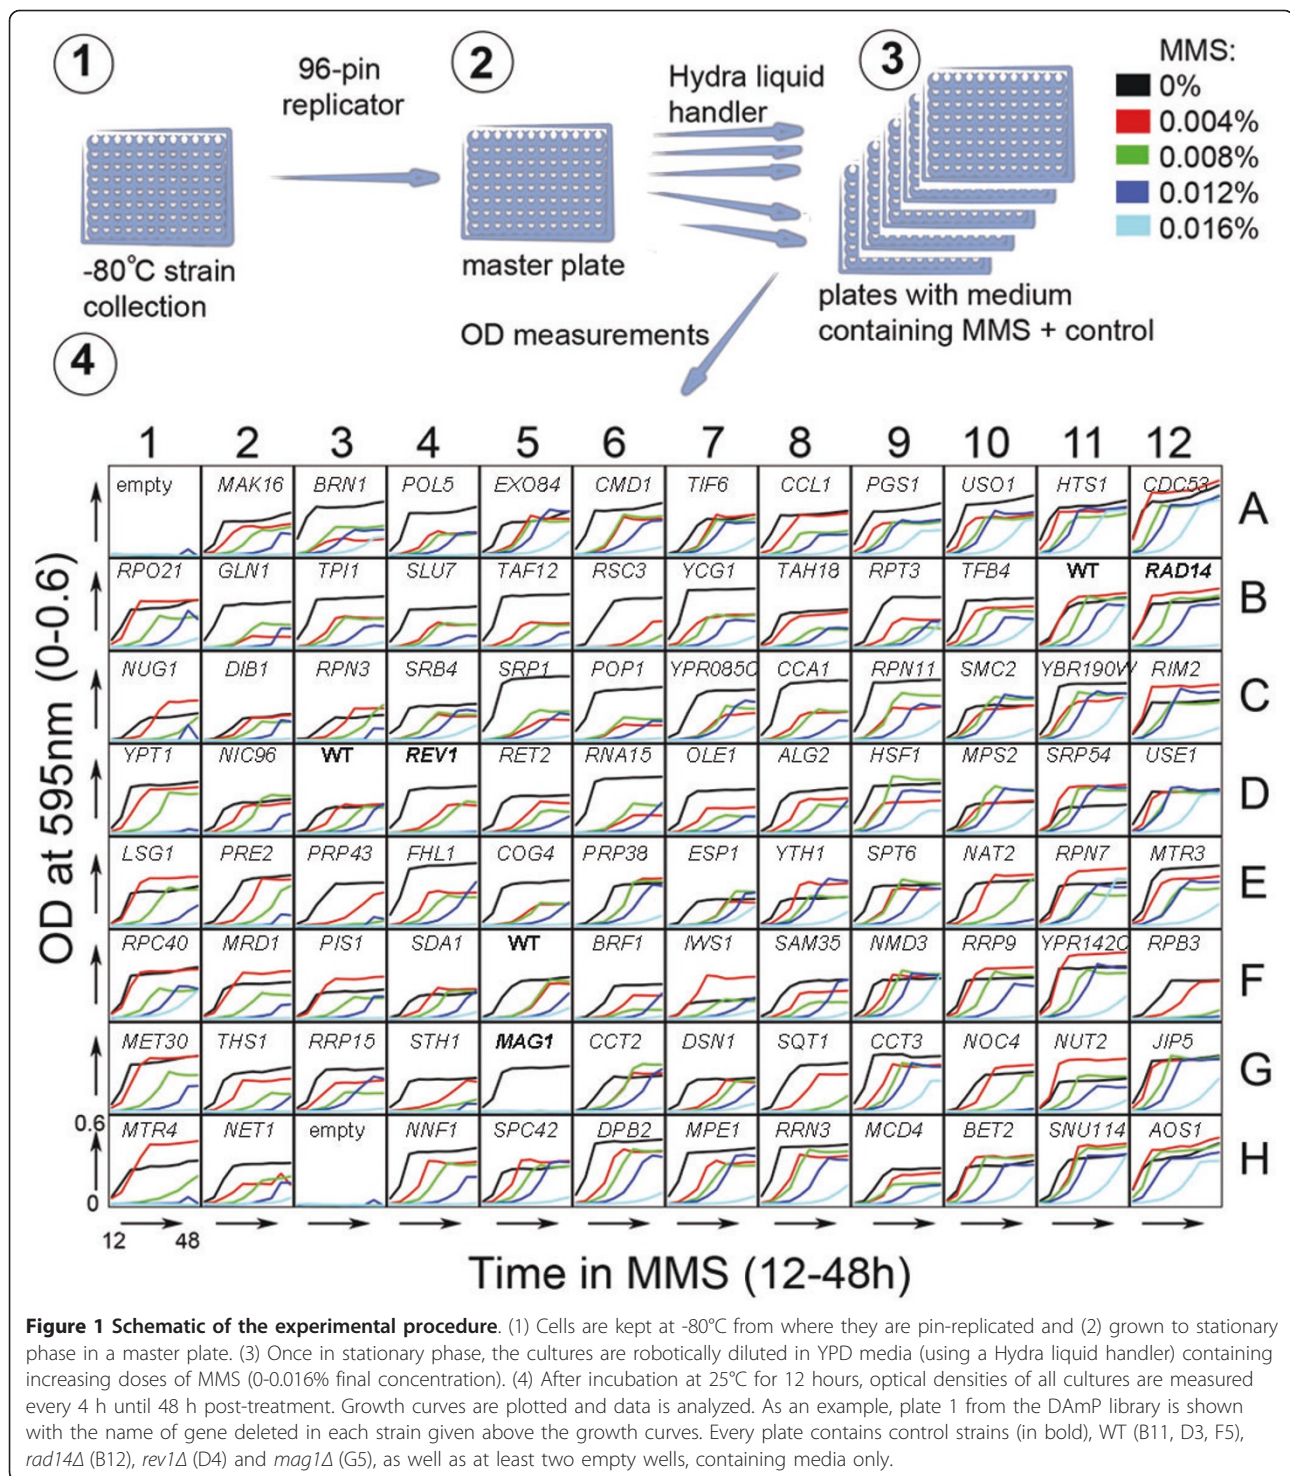 1
96-pin
replicator
2
Hydra liquid
handler
3
MMS:
0%
0.004%
0.008%
0.012%
0.016%
-80°C strain
collection
master plate
plates with medium
containing MMS + control
OD measurements
4
1 2 3 4 5 6 7 8 9 10 11 12
empty MAK16 BRN1 POL5 EXO84 CMD1 TIF6 CCL1 PGS1 USO1 HTS1 CDC53 A
RPO21 GLN1 TPI1 SLU7 TAF12 RSC3 YCG1 TAH18 RPT3 TFB4 WT RAD14 B
NUG1 DIB1 RPN3 SRB4 SRP1 POP1 YPR085C CCA1 RPN11 SMC2 YBR190W RIM2 C
YPT1 NIC96 WT REV1 RET2 RNA15 OLE1 ALG2 HSF1 MPS2 SRP54 USE1 D
LSG1 PRE2 PRP43 FHL1 COG4 PRP38 ESP1 YTH1 SPT6 NAT2 RPN7 MTR3 E
RPC40 MRD1 PIS1 SDA1 WT BRF1 IWS1 SAM35 NMD3 RRP9 YPR142C RPB3 F
MET30 THS1 RRP15 STH1 MAG1 CCT2 DSN1 SQT1 CCT3 NOC4 NUT2 JIP5 G
MTR4 NET1 empty NNF1 SPC42 DPB2 MPE1 RRN3 MCD4 BET2 SNU114 AOS1 H
OD at 595nm (0-0.6)
0.6
0
12 48
Time in MMS (12-48h)
Figure 1 Schematic of the experimental procedure. (1) Cells are kept at -80°C from where they are pin-replicated and (2) grown to stationary
phase in a master plate. (3) Once in stationary phase, the cultures are robotically diluted in YPD media (using a Hydra liquid handler) containing
increasing doses of MMS (0-0.016% final concentration). (4) After incubation at 25°C for 12 hours, optical densities of all cultures are measured
every 4 h until 48 h post-treatment. Growth curves are plotted and data is analyzed. As an example, plate 1 from the DAmP library is shown
with the name of gene deleted in each strain given above the growth curves. Every plate contains control strains (in bold), WT (B11, D3, F5),
rad14Δ (B12), rev1Δ (D4) and mag1Δ (G5), as well as at least two empty wells, containing media only.